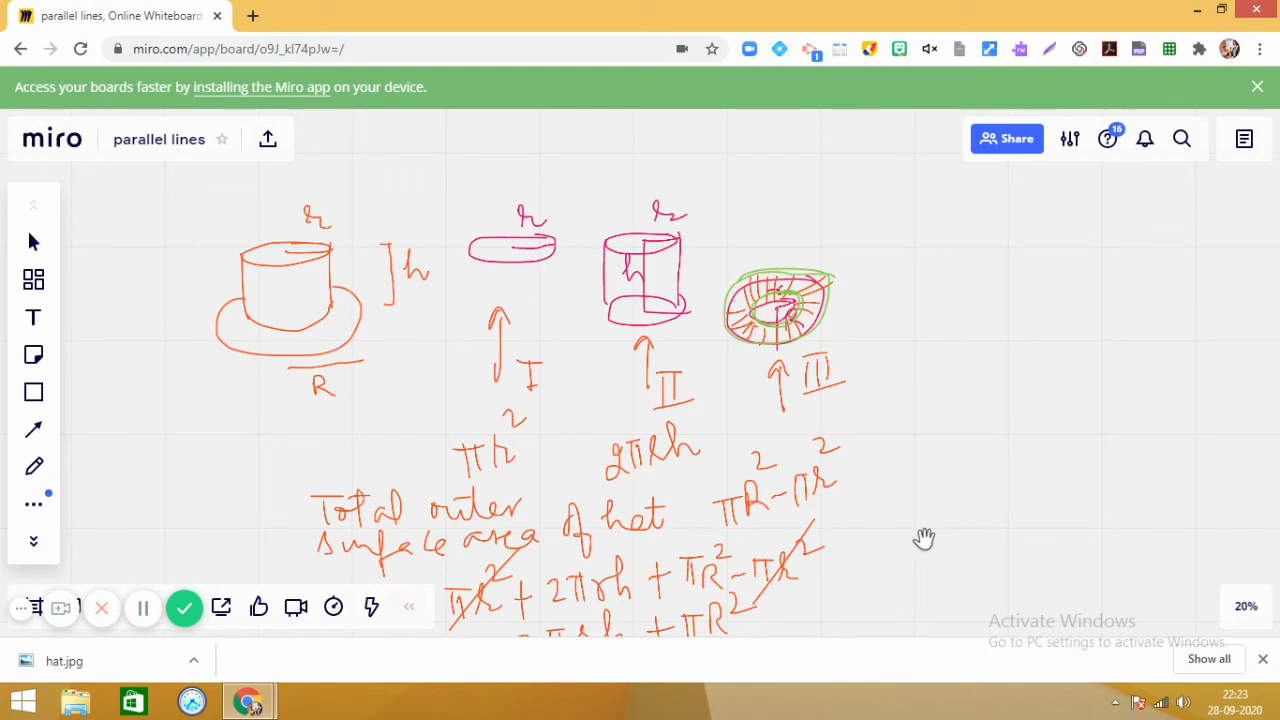 parallel lines, Online Whiteboard
miro.com/app/board/o9J_kl74pJw=/
1
Access your boards faster by installing the Miro app on your device.
miro parallel lines
Share
16
r
r
r
h
h
R
I
II
III
πr²
2πrh
πR² - πr²
Total outer
surface area of hat
πr² + 2πrh + πR² - πr²
2πrh + πR²
20%
Activate Windows
Go to PC settings to activate Windows.
hat.jpg
Show all
22:23
28-09-2020